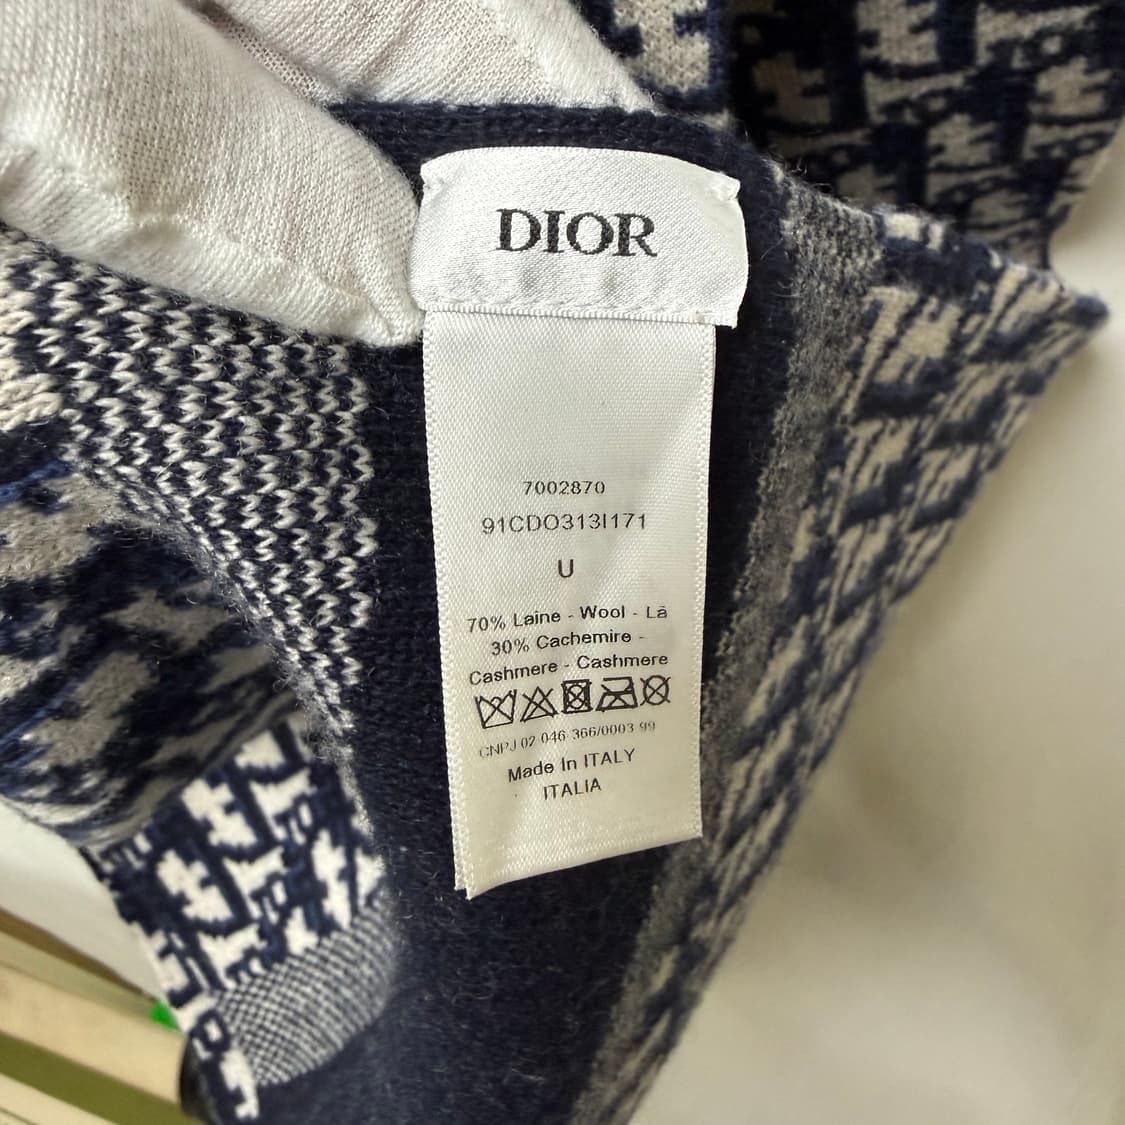 DIOR
7002870
91CDO313I171
U
70% Laine - Wool - Lã
30% Cachemire -
Cashmere - Cashmere
CNPJ 02 046 366/0003 99
Made In ITALY
ITALIA